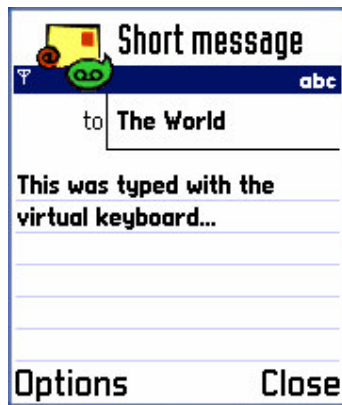 Short message
abc
to The World
This was typed with the
virtual keyboard...
Options Close